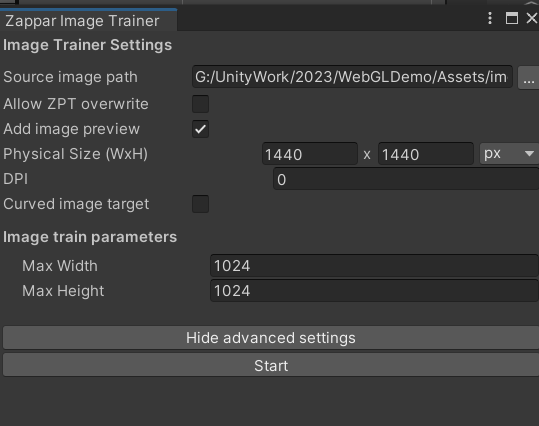 Zappar Image Trainer
Image Trainer Settings
Source image path G:/UnityWork/2023/WebGLDemo/Assets/im ...
Allow ZPT overwrite
Add image preview
Physical Size (WxH) 1440 x 1440 px
DPI 0
Curved image target
Image train parameters
Max Width 1024
Max Height 1024
Hide advanced settings
Start